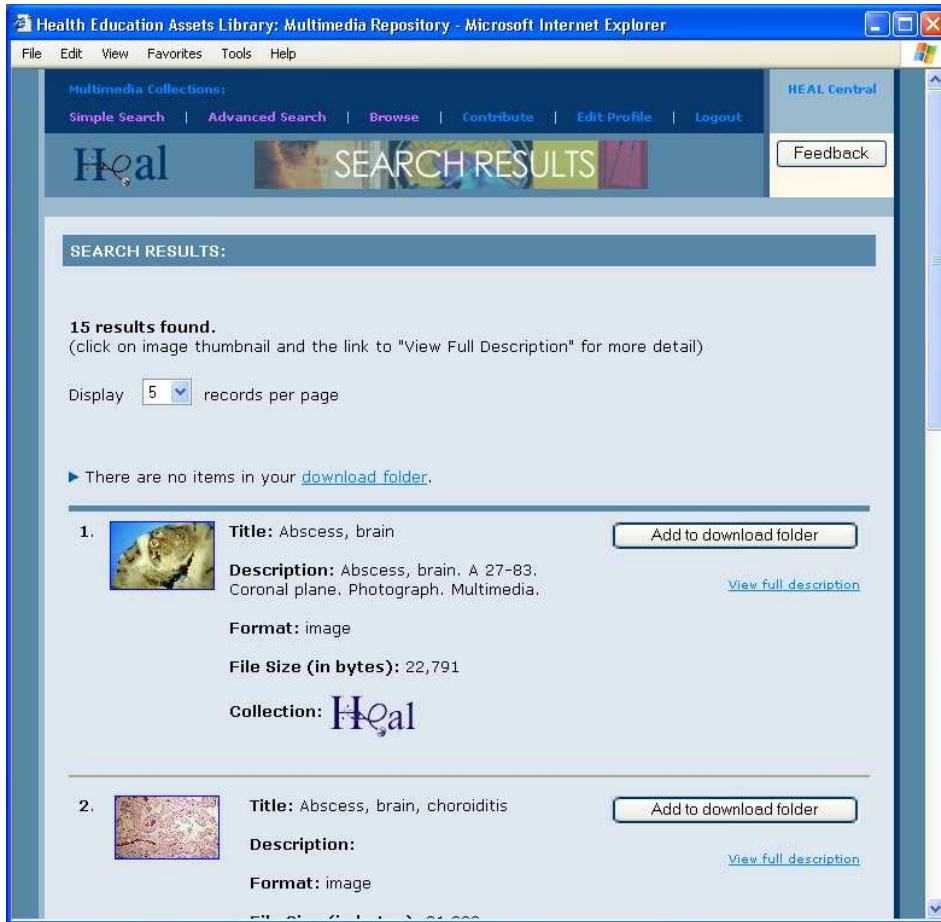 Health Education Assets Library: Multimedia Repository - Microsoft Internet Explorer
File Edit View Favorites Tools Help
Multimedia Collections:
HEAL Central
Simple Search | Advanced Search | Browse | Contribute | Edit Profile | Logout
Heal
SEARCH RESULTS
Feedback
SEARCH RESULTS:
15 results found.
(click on image thumbnail and the link to "View Full Description" for more detail)
Display 5 records per page
There are no items in your download folder.
1. Title: Abscess, brain
Add to download folder
Description: Abscess, brain. A 27-83.
Coronal plane. Photograph. Multimedia.
View full description
Format: image
File Size (in bytes): 22,791
Collection: Heal
2. Title: Abscess, brain, choroiditis
Add to download folder
Description:
View full description
Format: image
File Size (in bytes):